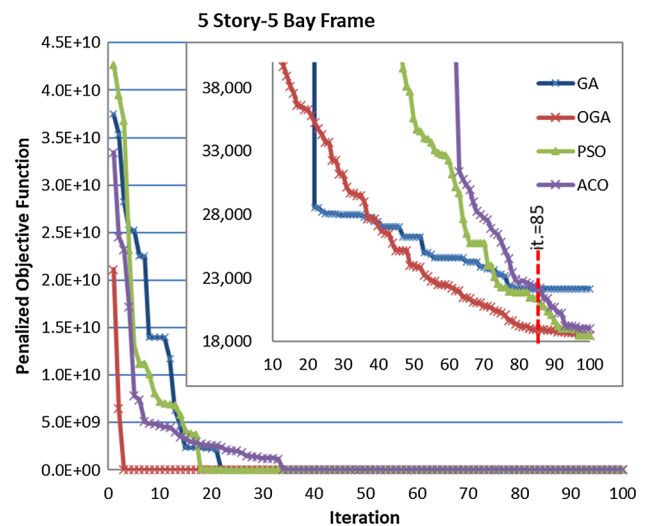 5 Story-5 Bay Frame
Penalized Objective Function
4.5E+10
4.0E+10
3.5E+10
3.0E+10
2.5E+10
2.0E+10
1.5E+10
1.0E+10
5.0E+09
0.0E+00
38,000
33,000
28,000
23,000
18,000
GA
OGA
PSO
ACO
it.=85
10 20 30 40 50 60 70 80 90 100
0 10 20 30 40 50 60 70 80 90 100
Iteration